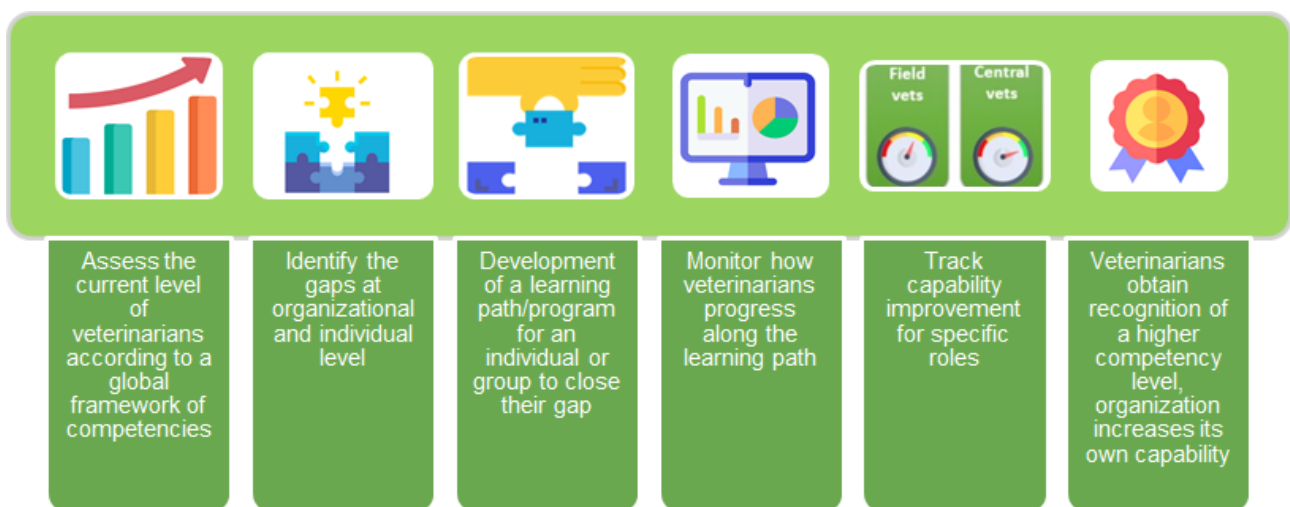 Field
vets
Central
vets
Assess the
current level
of
veterinarians
according to a
global
framework of
competencies
Identify the
gaps at
organizational
and individual
level
Development
of a learning
path/program
for an
individual or
group to close
their gap
Monitor how
veterinarians
progress
along the
learning path
Track
capability
improvement
for specific
roles
Veterinarians
obtain
recognition of
a higher
competency
level,
organization
increases its
own capability